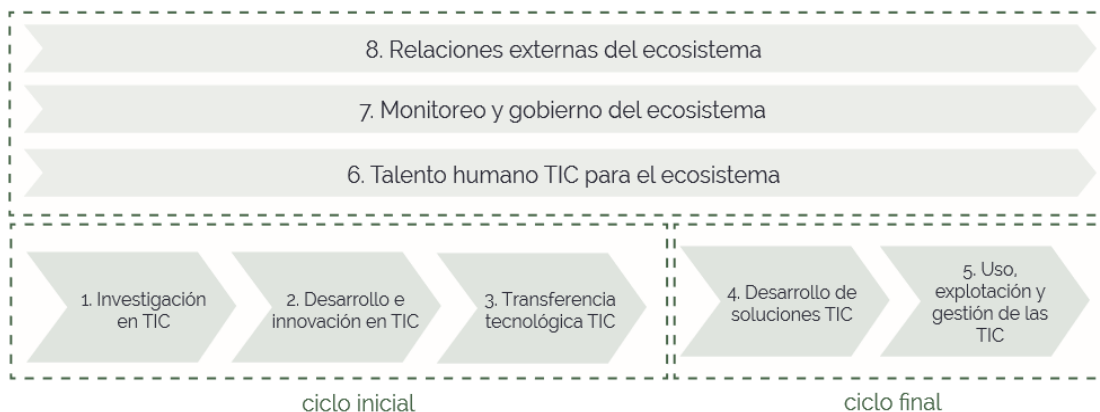 8. Relaciones externas del ecosistema
7. Monitoreo y gobierno del ecosistema
6. Talento humano TIC para el ecosistema
1. Investigación
en TIC
2. Desarrollo e
innovación en TIC
3. Transferencia
tecnológica TIC
4. Desarrollo de
soluciones TIC
5. Uso,
explotación y
gestión de las
TIC
ciclo inicial
ciclo final